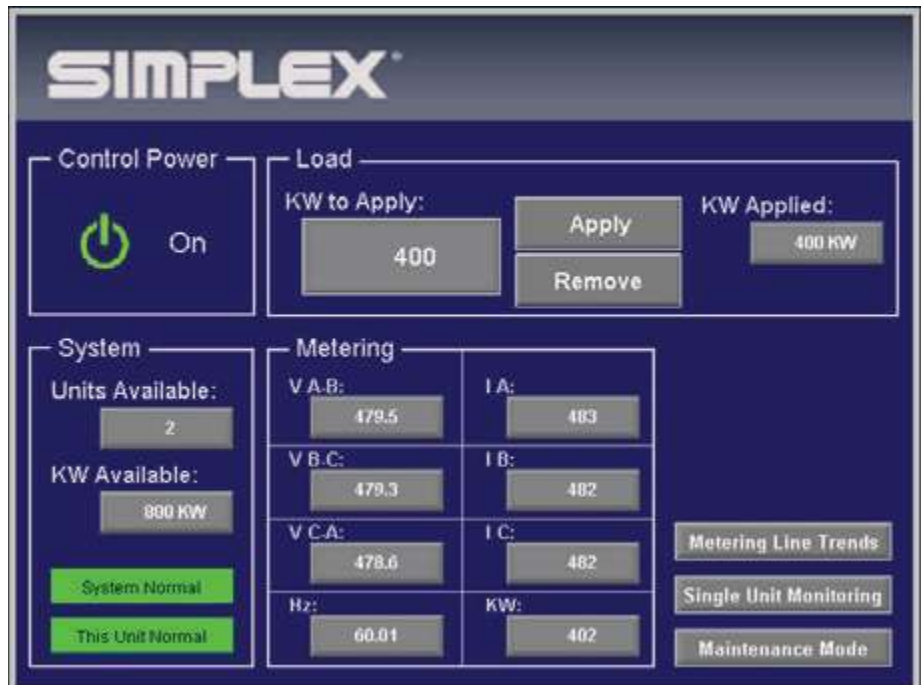 SIMPLEX®
Control Power
On
Load
KW to Apply:
400
Apply
Remove
KW Applied:
400 KW
System
Units Available:
2
KW Available:
800 KW
System Normal
This Unit Normal
Metering
V A-B:
479.5
I A:
483
V B-C:
479.3
I B:
482
V C-A:
478.6
I C:
482
Hz:
60.01
KW:
402
Metering Line Trends
Single Unit Monitoring
Maintenance Mode